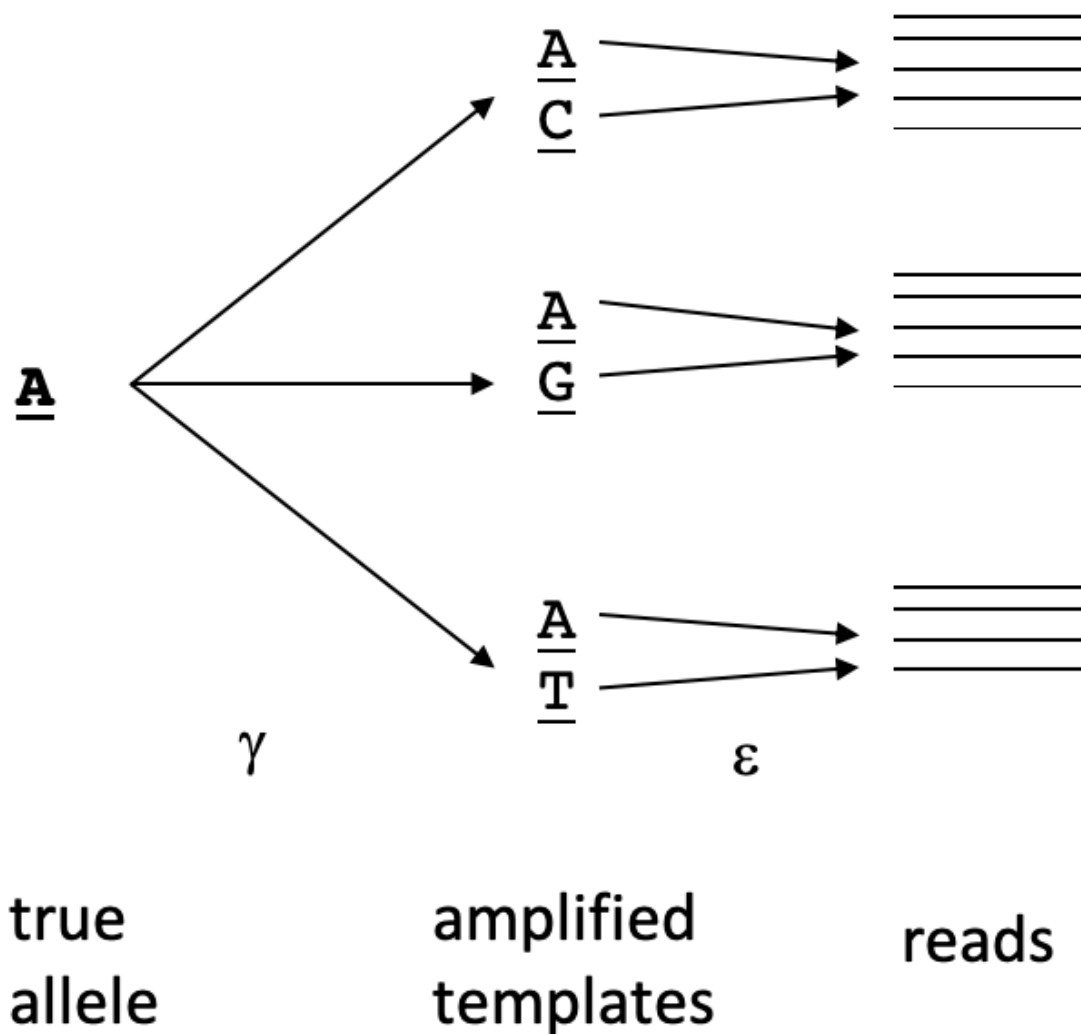 A
C
A
G
A
A
T
γ
ε
true
allele
amplified
templates
reads